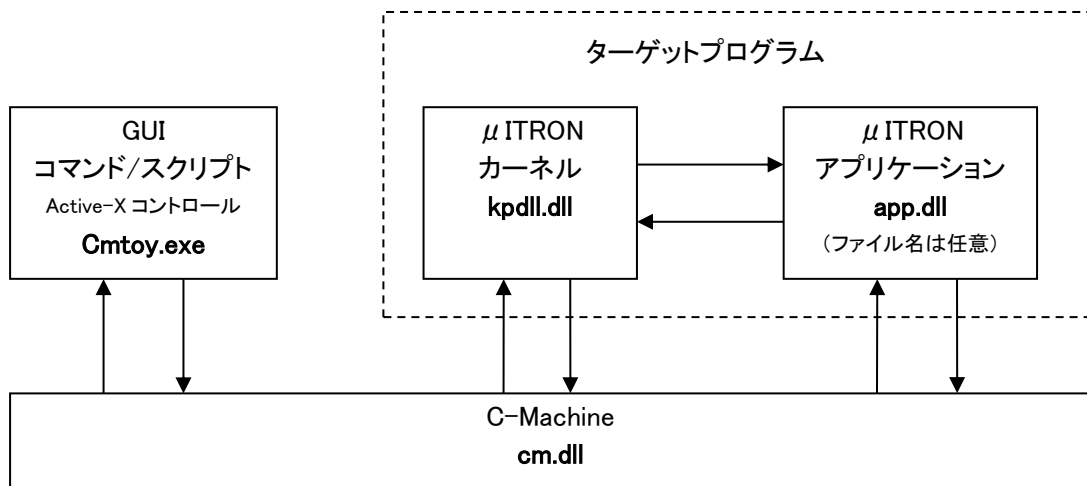 ターゲットプログラム
GUI
コマンド/スクリプト
Active-X コントロール
Cmtoy.exe
μITRON
カーネル
kpdll.dll
μITRON
アプリケーション
app.dll
(ファイル名は任意)
C-Machine
cm.dll